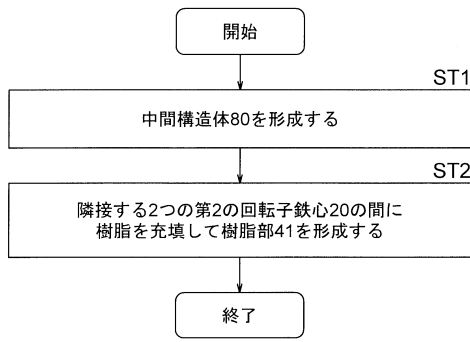 開始
ST1
中間構造体80を形成する
ST2
隣接する2つの第2の回転子鉄心20の間に
樹脂を充填して樹脂部41を形成する
終了